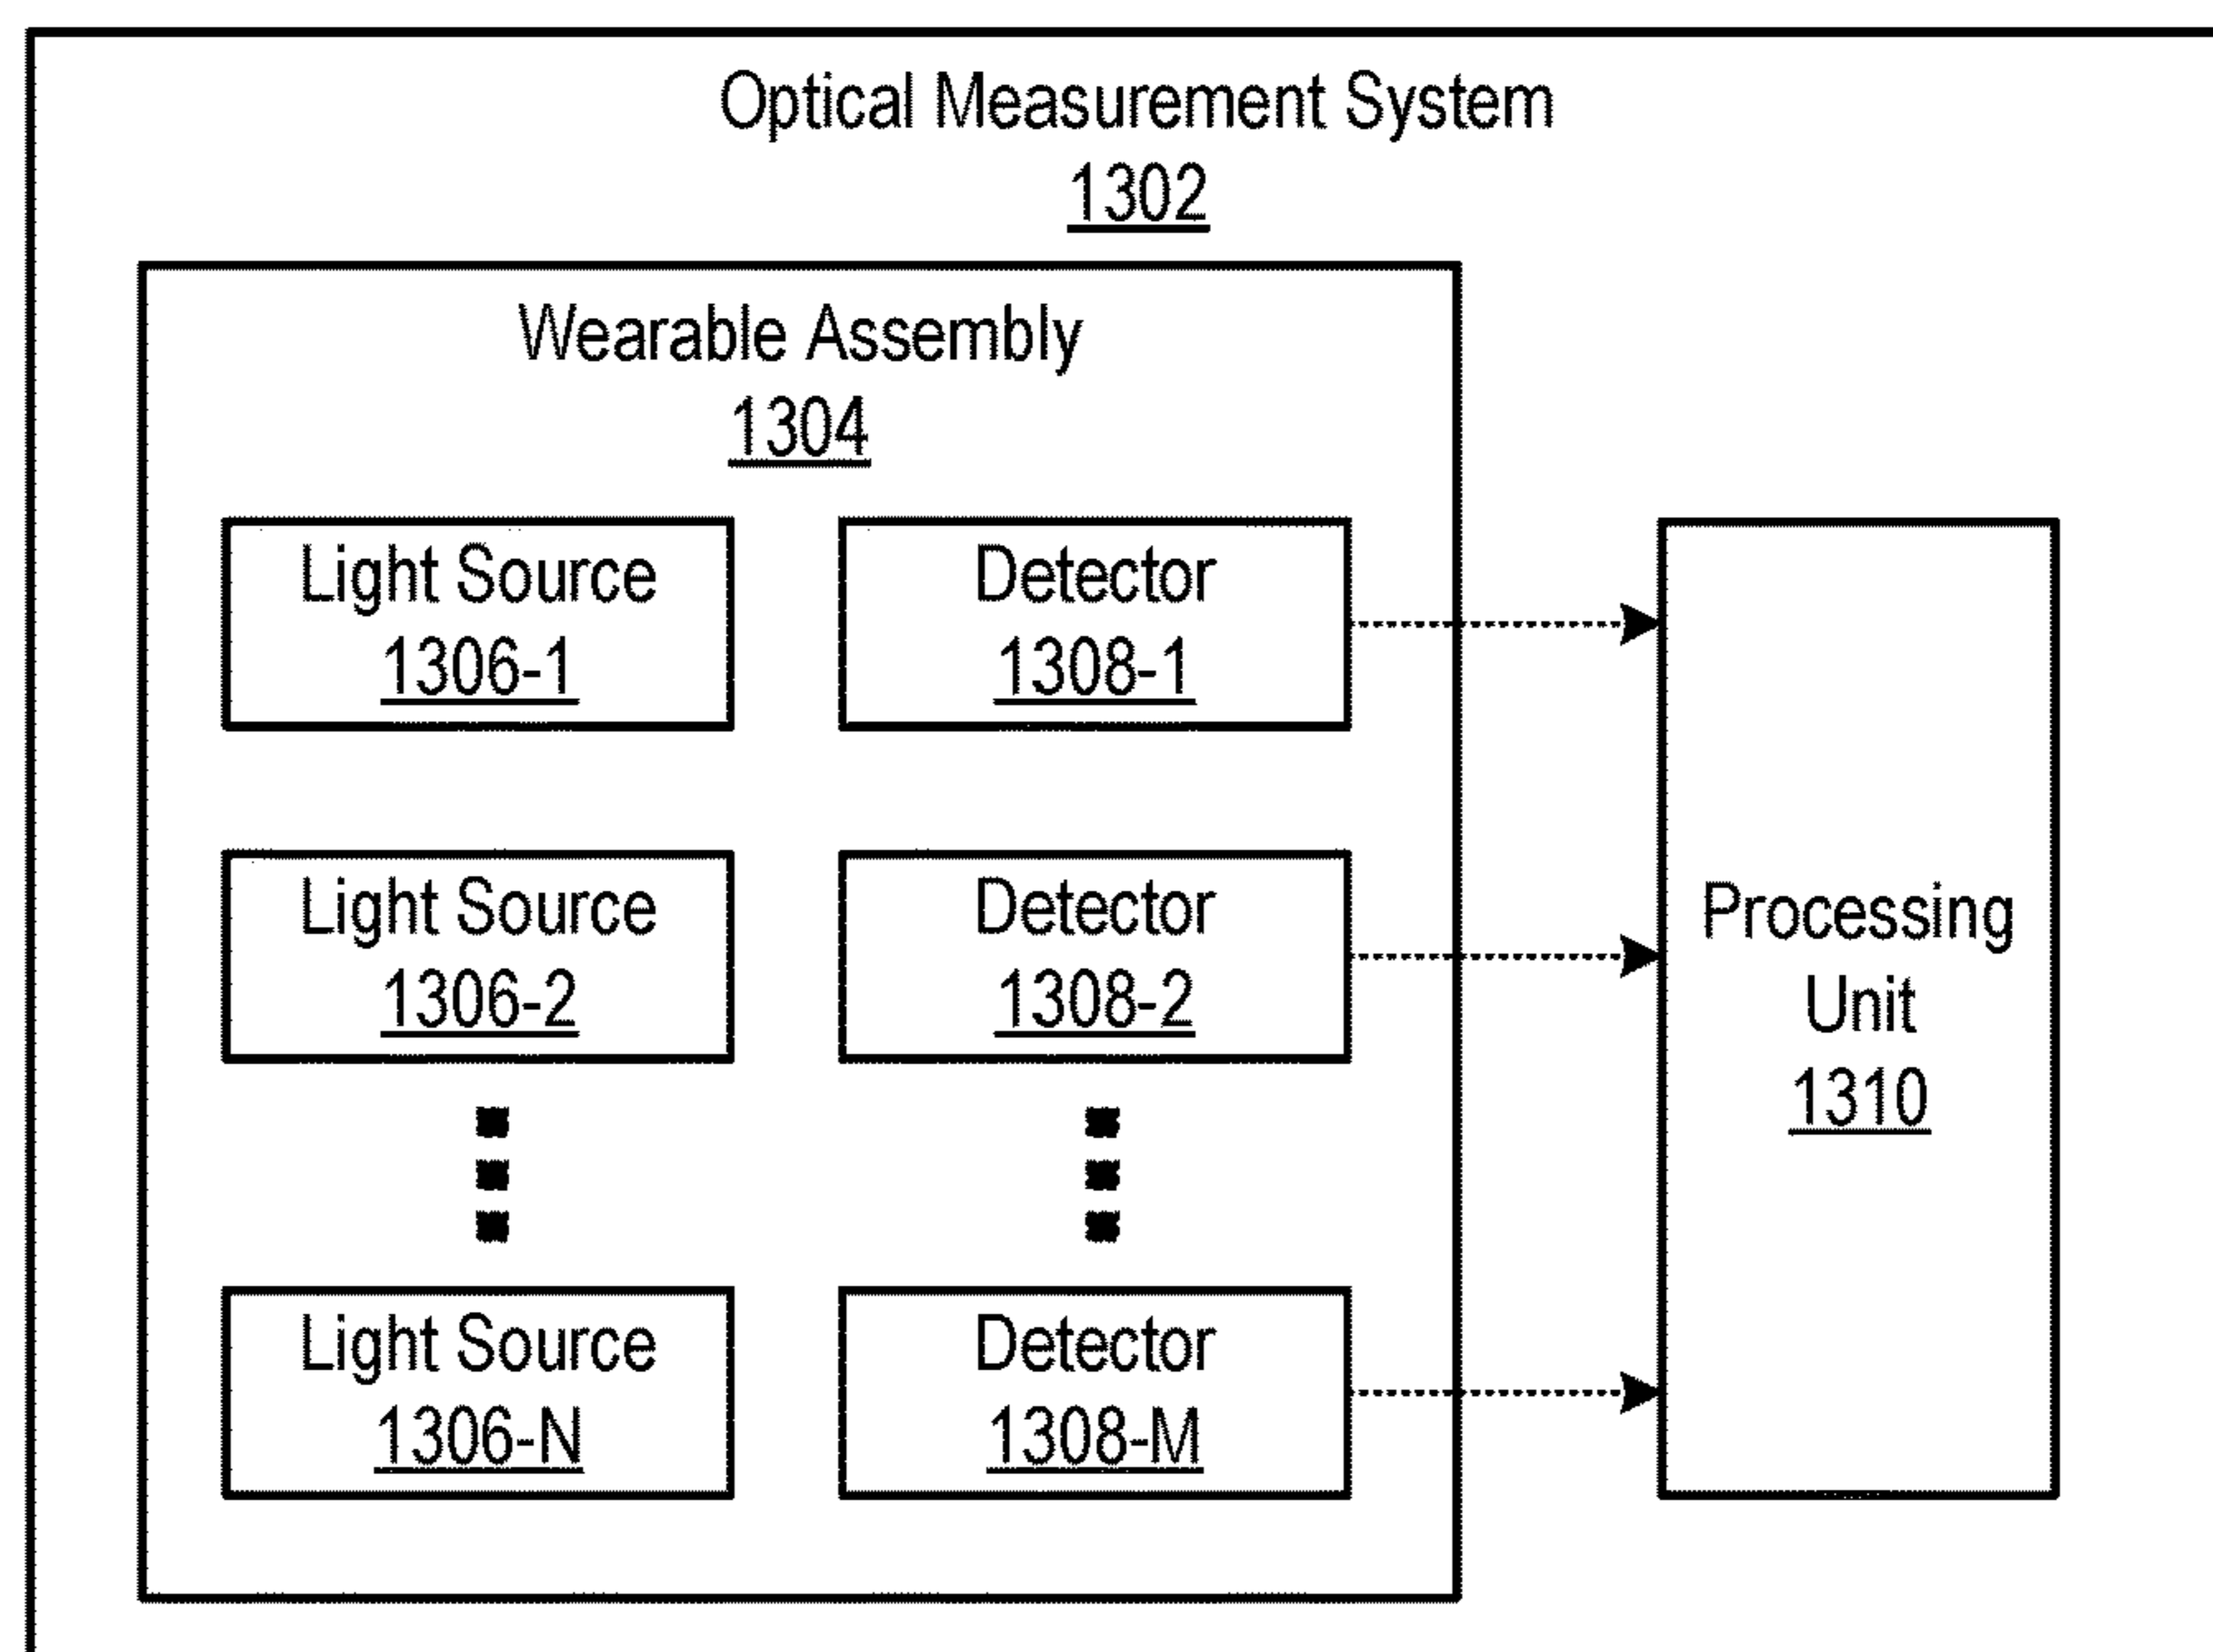 Optical Measurement System
1302
Wearable Assembly
1304
Light Source
1306-1
Detector
1308-1
Light Source
1306-2
Detector
1308-2
Light Source
1306-N
Detector
1308-M
Processing
Unit
1310